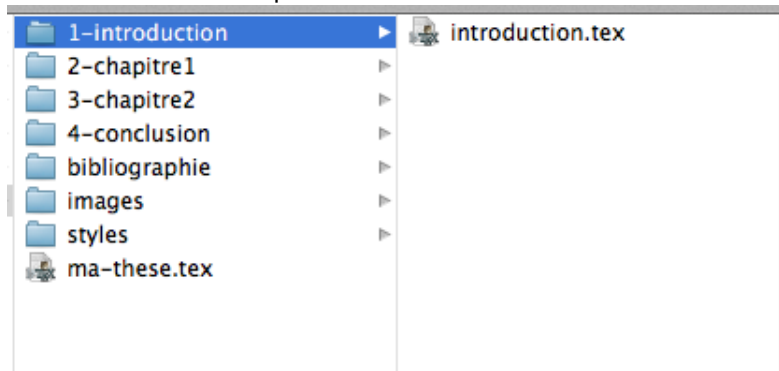 1-introduction
introduction.tex
2-chapitre1
3-chapitre2
4-conclusion
bibliographie
images
styles
ma-these.tex